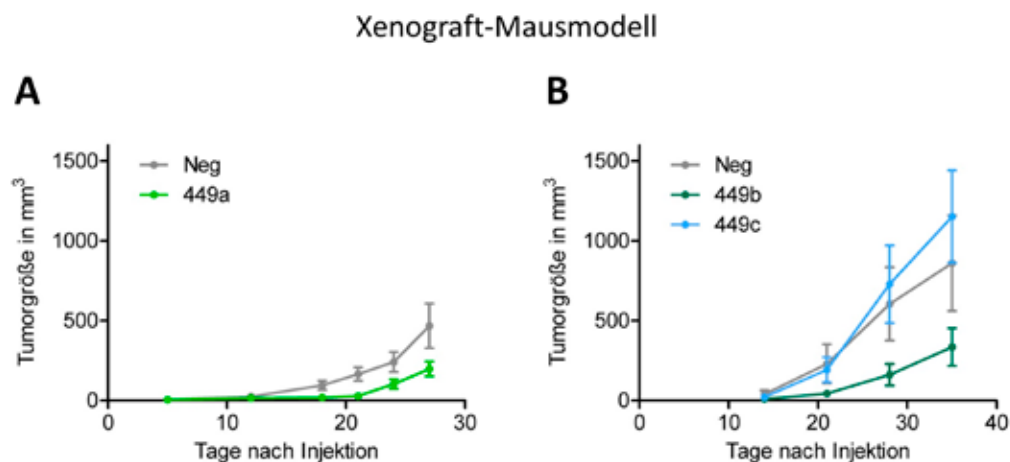 Xenograft-Mausmodell
A
B
Tumorgröße in mm³
1500
1000
500
0
Neg
449a
0 10 20 30
Tage nach Injektion
Tumorgröße in mm³
1500
1000
500
0
Neg
449b
449c
0 10 20 30 40
Tage nach Injektion